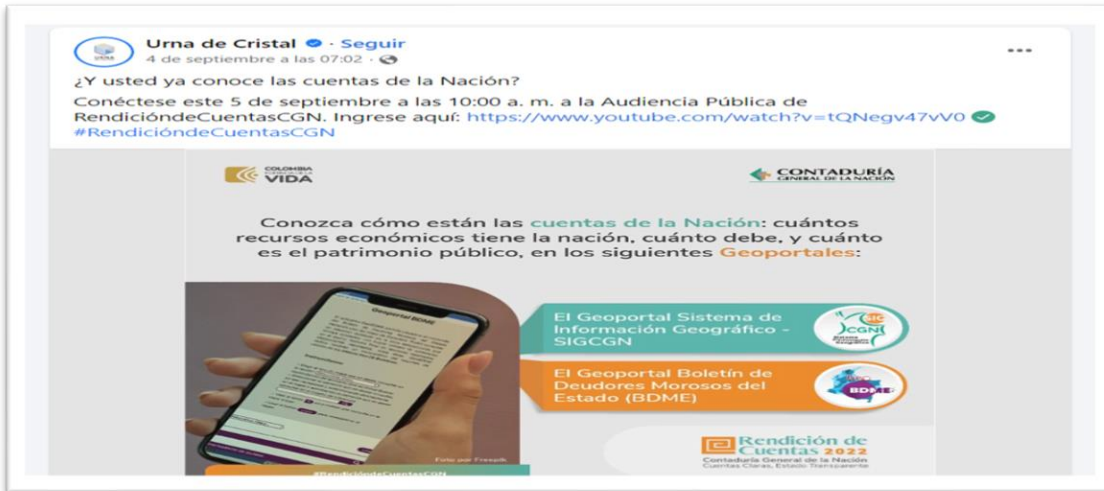 Urna de Cristal · Seguir
4 de septiembre a las 07:02 ·
¿Y usted ya conoce las cuentas de la Nación?
Conéctese este 5 de septiembre a las 10:00 a. m. a la Audiencia Pública de
RendicióndeCuentasCGN. Ingrese aquí: https://www.youtube.com/watch?v=tQNegv47vV0
#RendicióndeCuentasCGN
COLOMBIA
VIDA
CONTADURÍA
GENERAL DE LA NACIÓN
Conozca cómo están las cuentas de la Nación: cuántos
recursos económicos tiene la nación, cuánto debe, y cuánto
es el patrimonio público, en los siguientes Geoportales:
Geoportal BDME
El Geoportal Sistema de
Información Geográfico -
SIGCGN
SIG
CGN
El Geoportal Boletín de
Deudores Morosos del
Estado (BDME)
BDME
Foto por Freepik
Rendición de
Cuentas 2022
Contaduría General de la Nación
Cuentas Claras, Estado Transparente
#RendicióndeCuentasCGN